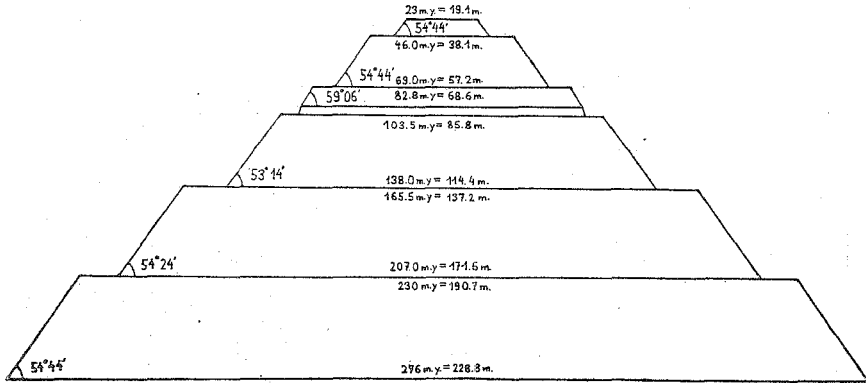 23 m.y = 19.1 m.
54°44′
46.0 m.y = 38.1 m.
54°44′
69.0 m.y = 57.2 m.
59°06′
82.8 m.y = 68.6 m.
103.5 m.y = 85.8 m.
53°14′
138.0 m.y = 114.4 m.
165.5 m.y = 137.2 m.
54°24′
207.0 m.y = 171.6 m.
230 m.y = 190.7 m.
54°44′
276 m.y. = 228.8 m.